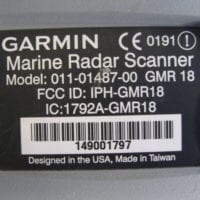 GARMIN CE 0191 !
Marine Radar Scanner
Model: 011-01487-00 GMR 18
FCC ID: IPH-GMR18
IC:1792A-GMR18
149001797
Designed in the USA, Made in Taiwan